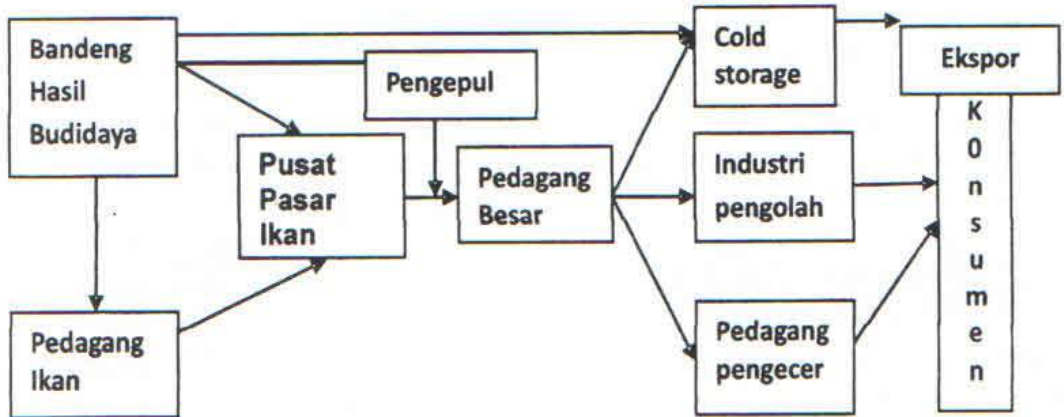 Bandeng
Hasil
Budidaya
Pengepul
Cold
storage
Ekspor
Pusat
Pasar
Ikan
Pedagang
Besar
Industri
pengolah
Pedagang
Ikan
Pedagang
pengecer
K
0
n
s
u
m
e
n